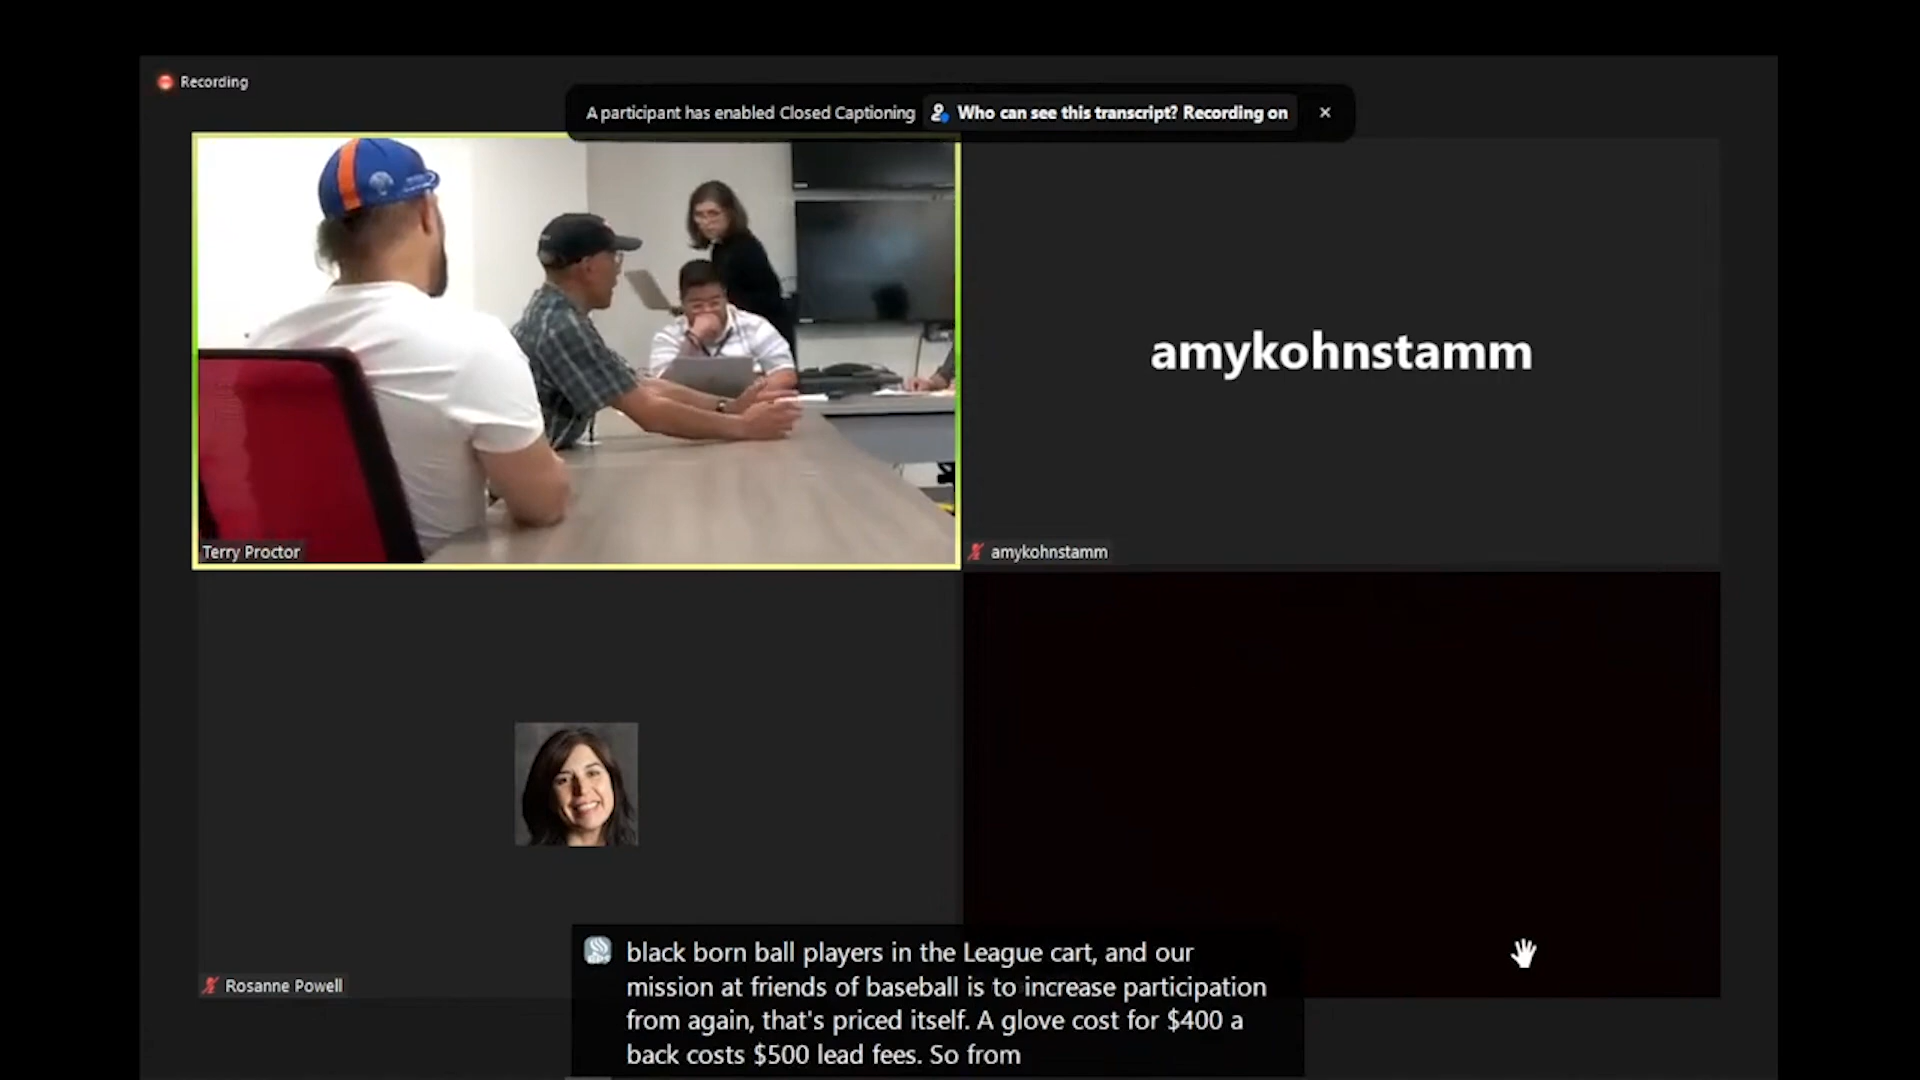 Recording
A participant has enabled Closed Captioning Who can see this transcript? Recording on
Terry Proctor
amykohnstamm
amykohnstamm
Rosanne Powell
black born ball players in the League cart, and our
mission at friends of baseball is to increase participation
from again, that's priced itself. A glove cost for $400 a
back costs $500 lead fees. So from